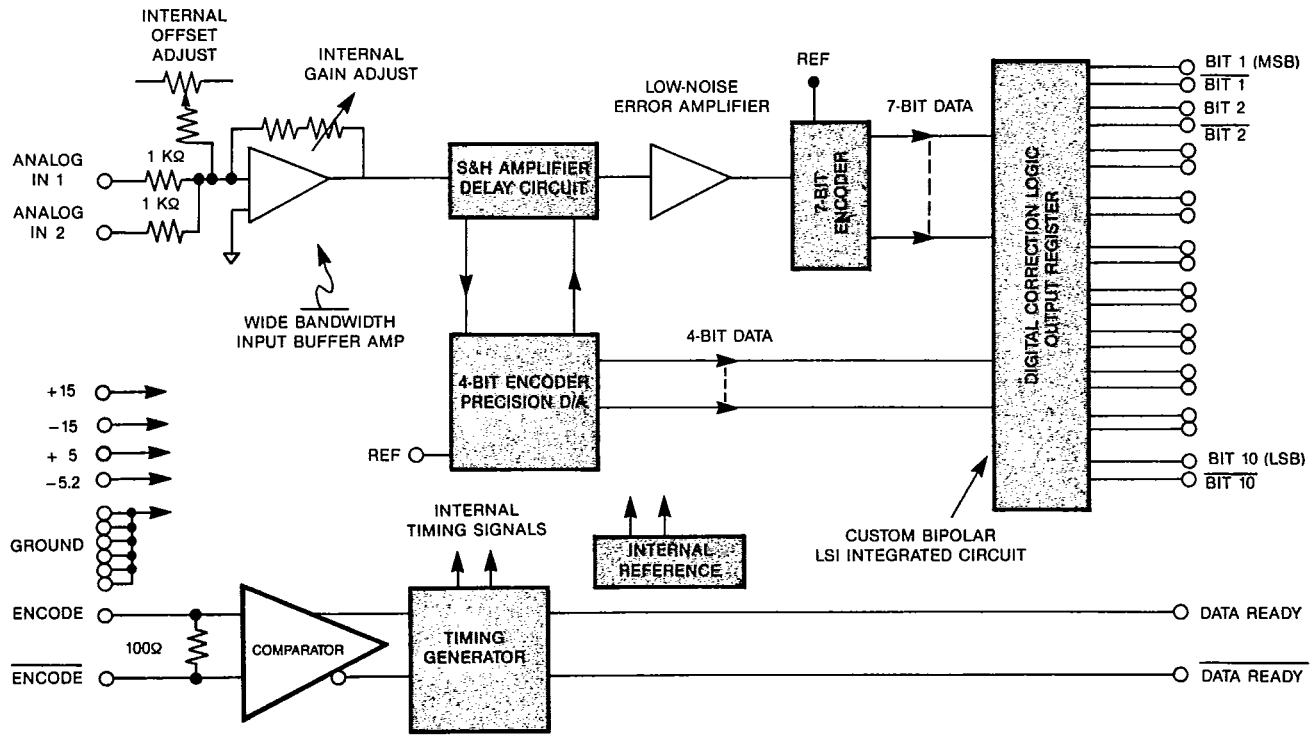 INTERNAL
OFFSET
ADJUST
INTERNAL
GAIN ADJUST
ANALOG
IN 1
1 KΩ
ANALOG
IN 2
1 KΩ
WIDE BANDWIDTH
INPUT BUFFER AMP
S&H AMPLIFIER
DELAY CIRCUIT
LOW-NOISE
ERROR AMPLIFIER
REF
7-BIT
ENCODER
7-BIT DATA
4-BIT ENCODER
PRECISION D/A
REF
4-BIT DATA
DIGITAL CORRECTION LOGIC
OUTPUT REGISTER
BIT 1 (MSB)
BIT 1
BIT 2
BIT 2
BIT 10 (LSB)
BIT 10
CUSTOM BIPOLAR
LSI INTEGRATED CIRCUIT
+15
−15
+ 5
−5.2
GROUND
INTERNAL
TIMING SIGNALS
INTERNAL
REFERENCE
ENCODE
100Ω
ENCODE
COMPARATOR
TIMING
GENERATOR
DATA READY
DATA READY